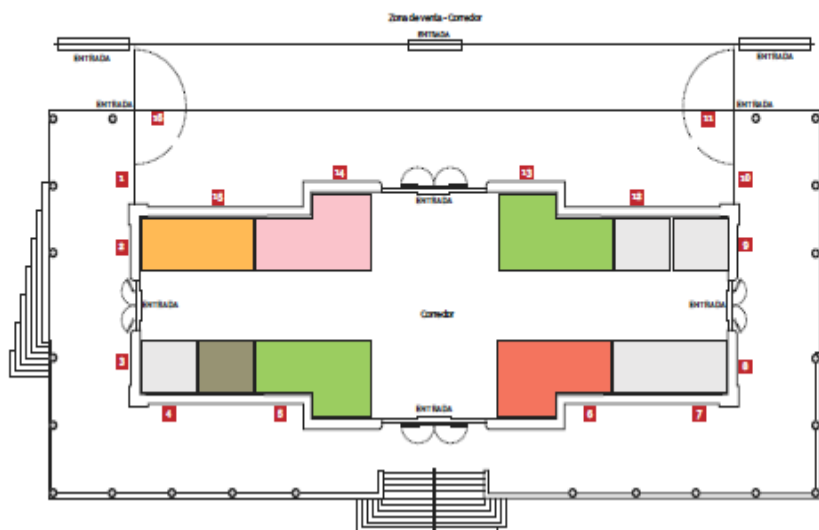 Zona de venta - Corredor
ENTRADA
ENTRADA
ENTRADA
ENTRADA
ENTRADA
16
11
1
14
13
10
15
12
ENTRADA
2
9
ENTRADA
ENTRADA
Corredor
3
8
ENTRADA
4
5
6
7